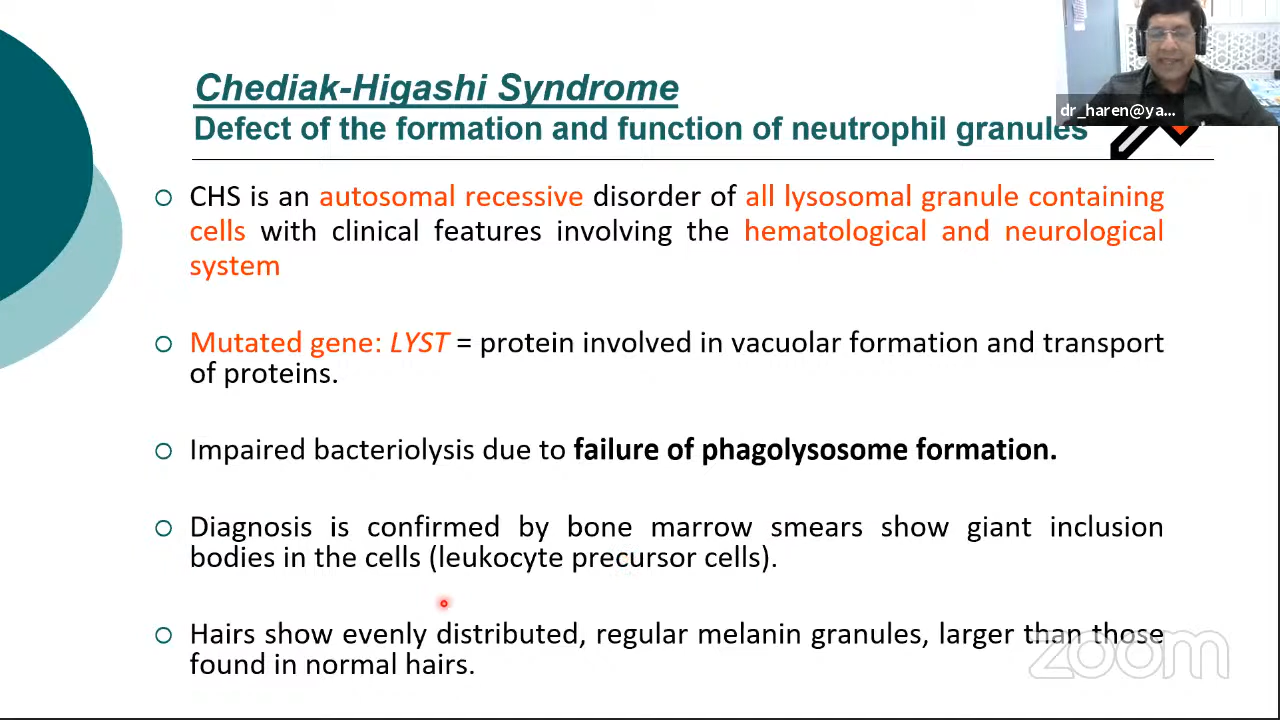 Chediak-Higashi Syndrome
dr_haren@ya...
Defect of the formation and function of neutrophil granules
CHS is an autosomal recessive disorder of all lysosomal granule containing
cells with clinical features involving the hematological and neurological
system
Mutated gene: LYST = protein involved in vacuolar formation and transport
of proteins.
Impaired bacteriolysis due to failure of phagolysosome formation.
Diagnosis is confirmed by bone marrow smears show giant inclusion
bodies in the cells (leukocyte precursor cells).
Hairs show evenly distributed, regular melanin granules, larger than those
found in normal hairs.
zoom